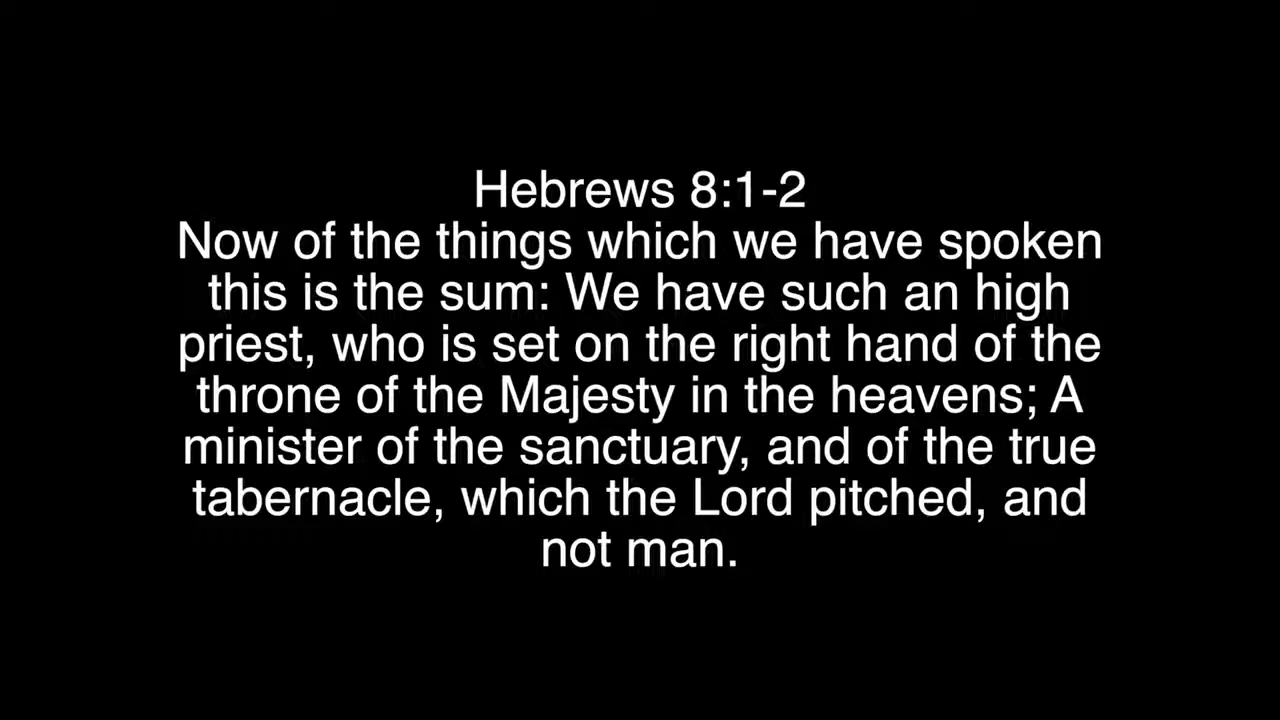 Hebrews 8:1-2
Now of the things which we have spoken
this is the sum: We have such an high
priest, who is set on the right hand of the
throne of the Majesty in the heavens; A
minister of the sanctuary, and of the true
tabernacle, which the Lord pitched, and
not man.